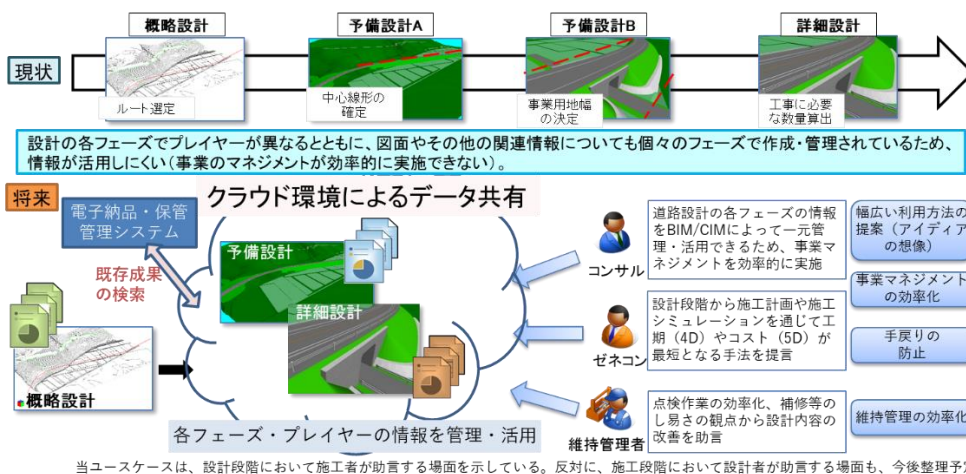 概略設計
予備設計A
予備設計B
詳細設計
現状
ルート選定
中心線形の
確定
事業用地幅
の決定
工事に必要
な数量算出
設計の各フェーズでプレイヤーが異なるとともに、図面やその他の関連情報についても個々のフェーズで作成・管理されているため、
情報が活用しにくい(事業のマネジメントが効率的に実施できない)。
将来
クラウド環境によるデータ共有
電子納品・保管
管理システム
既存成果
の検索
予備設計
詳細設計
概略設計
各フェーズ・プレイヤーの情報を管理・活用
コンサル
道路設計の各フェーズの情報
をBIM/CIMによって一元管
理・活用できるため、事業マ
ネジメントを効率的に実施
ゼネコン
設計段階から施工計画や施工
シミュレーションを通じて工
期(4D)やコスト(5D)が
最短となる手法を提言
維持管理者
点検作業の効率化、補修等の
し易さの観点から設計内容の
改善を助言
幅広い利用方法の
提案(アイディア
の想像)
事業マネジメント
の効率化
手戻りの
防止
維持管理の効率化
当ユースケースは、設計段階において施工者が助言する場面を示している。反対に、施工段階において設計者が助言する場面も、今後整理予定